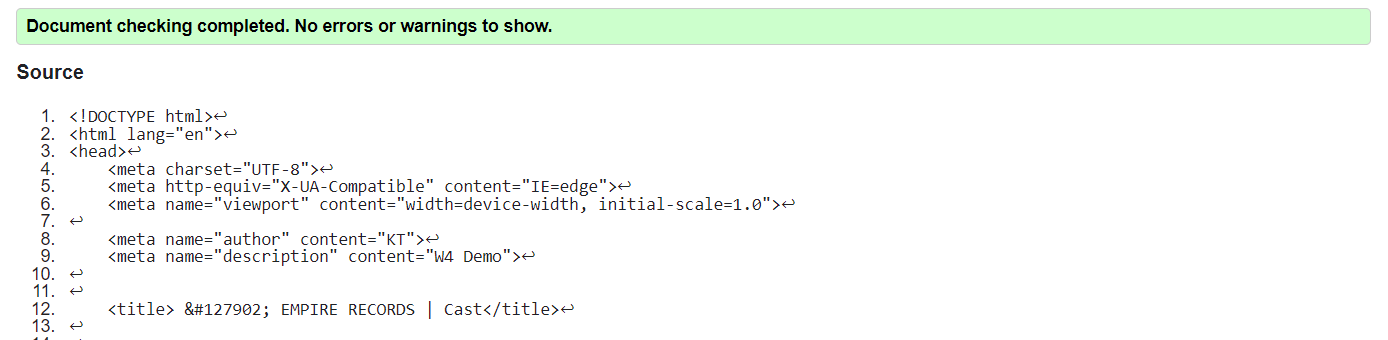 Document checking completed. No errors or warnings to show.
Source
1. <!DOCTYPE html>↩
2. <html lang="en">↩
3. <head>↩
4.     <meta charset="UTF-8">↩
5.     <meta http-equiv="X-UA-Compatible" content="IE=edge">↩
6.     <meta name="viewport" content="width=device-width, initial-scale=1.0">↩
7. ↩
8.     <meta name="author" content="KT">↩
9.     <meta name="description" content="W4 Demo">↩
10. ↩
11. ↩
12.     <title> &#127902; EMPIRE RECORDS | Cast</title>↩
13. ↩